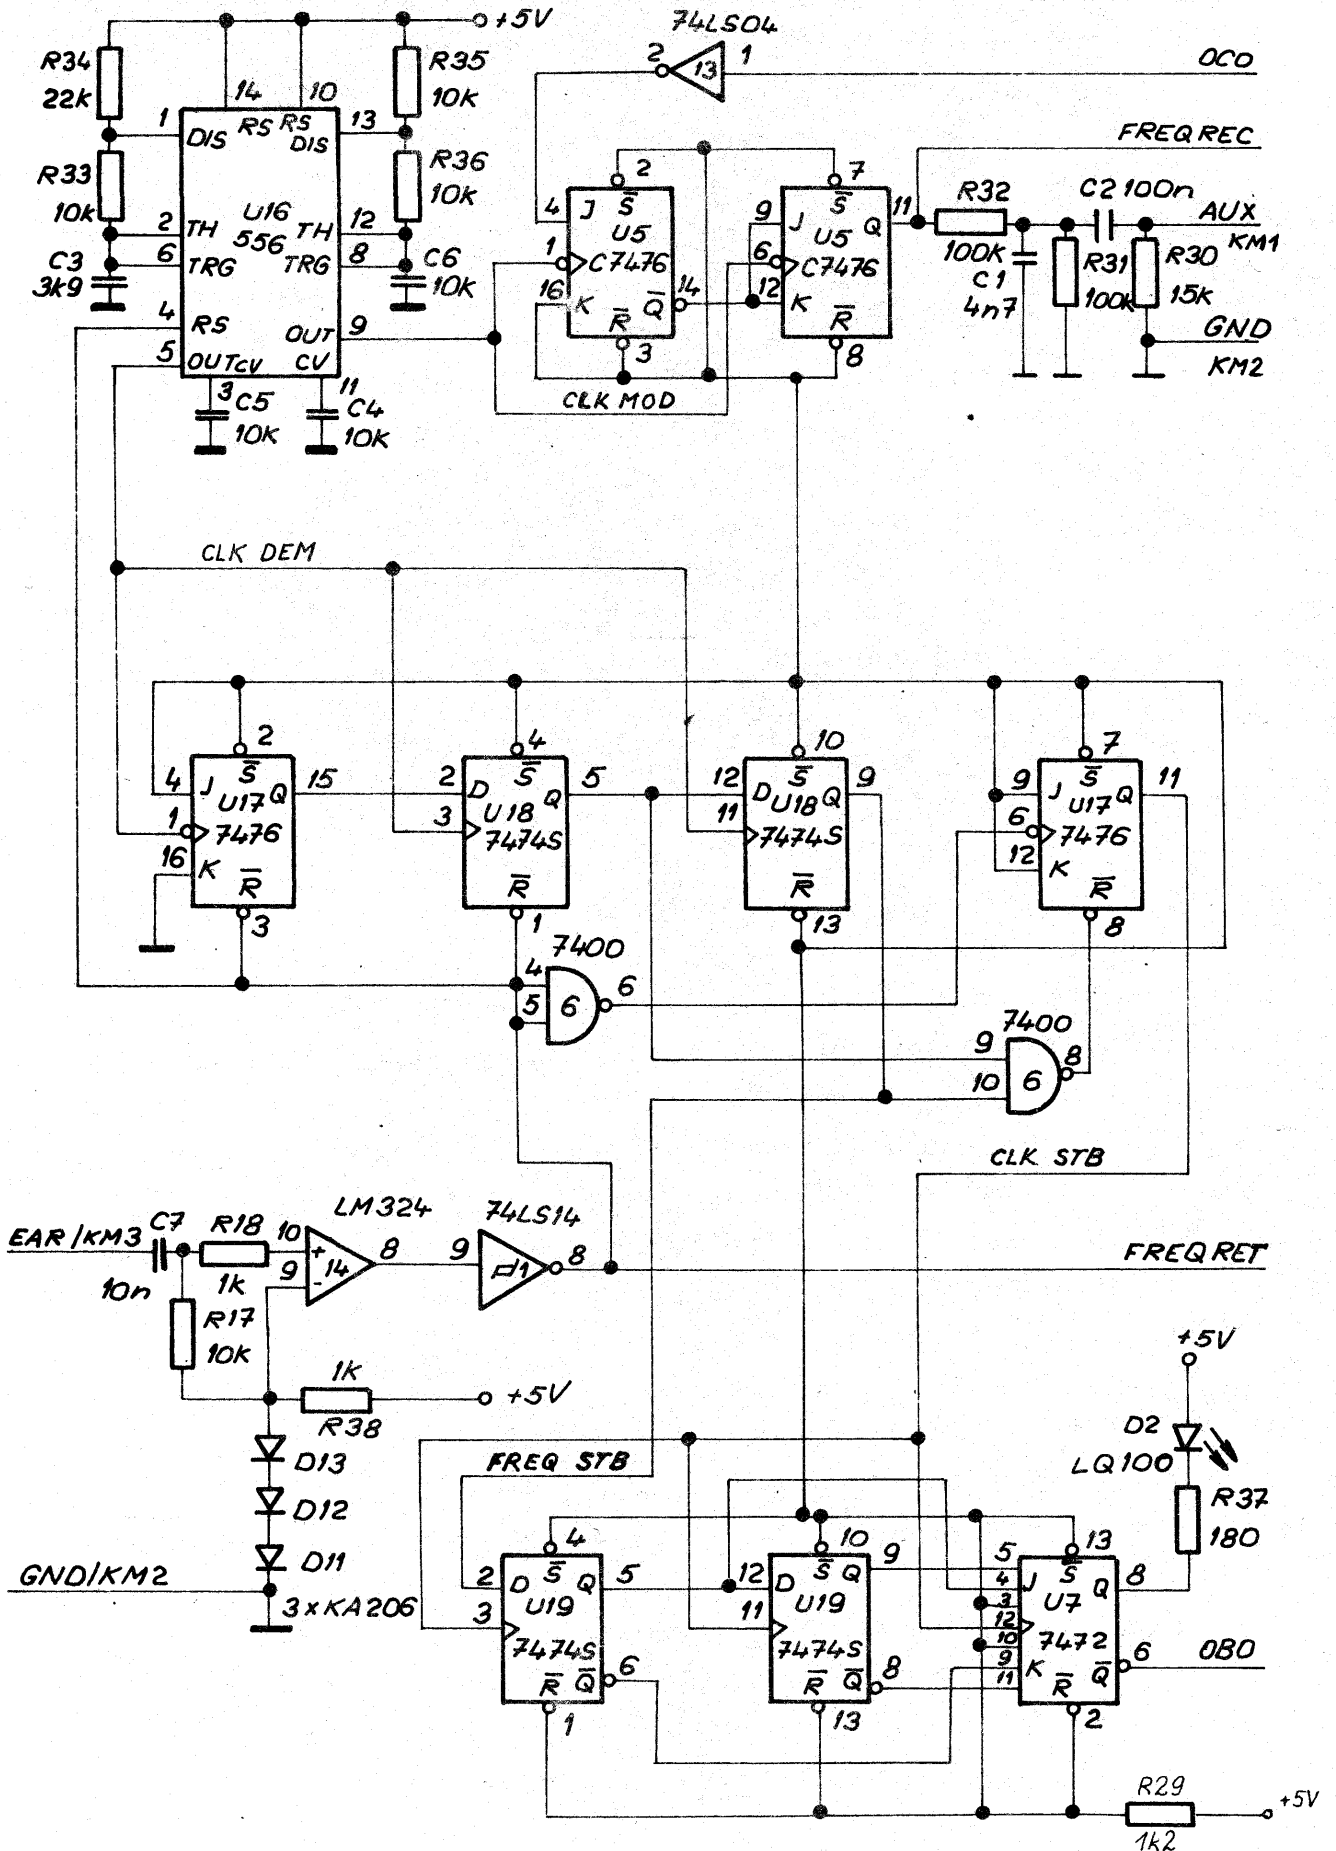 +5V
74LS04
R34
22k
R35
10k
2
13
1
OCO
14
10
RS
RS
1
DIS
DIS
13
FREQ REC
R33
10k
R36
10k
2
TH
U16
556
TH
12
6
TRG
TRG
8
C3
3k9
C6
10k
4
RS
OUT
9
5
OUT
CV
CV
3
C5
10k
11
C4
10k
2
S
7
S
4
J
U5
1
C7476
16
K
R
Q
14
3
9
J
U5
Q
11
6
C7476
12
K
R
8
CLK MOD
R32
100k
C2 100n
AUX
KM1
C1
4n7
R31
100k
R30
15k
GND
KM2
CLK DEM
2
S
4
J
U17
Q
15
1
7476
16
K
R
3
4
S
2
D
U18
Q
5
3
7474S
R
1
10
S
12
D
U18
Q
9
11
7474S
R
13
7
S
9
J
U17
Q
11
6
7476
12
K
R
8
7400
4
5
6
6
7400
9
10
6
8
CLK STB
EAR/KM3
C7
10n
R18
1k
LM324
10
+
9
-
14
8
74LS14
9
1
8
FREQ RET
R17
10k
1k
R38
+5V
D13
D12
D11
GND/KM2
3xKA206
FREQ STB
+5V
D2
LQ100
R37
180
4
S
2
D
Q
5
U19
3
7474S
R
Q
6
1
10
S
12
D
Q
9
U19
11
7474S
R
Q
8
13
13
S
5
4
J
Q
8
3
U7
12
7472
10
9
K
11
R
Q
6
2
OBO
R29
1k2
+5V